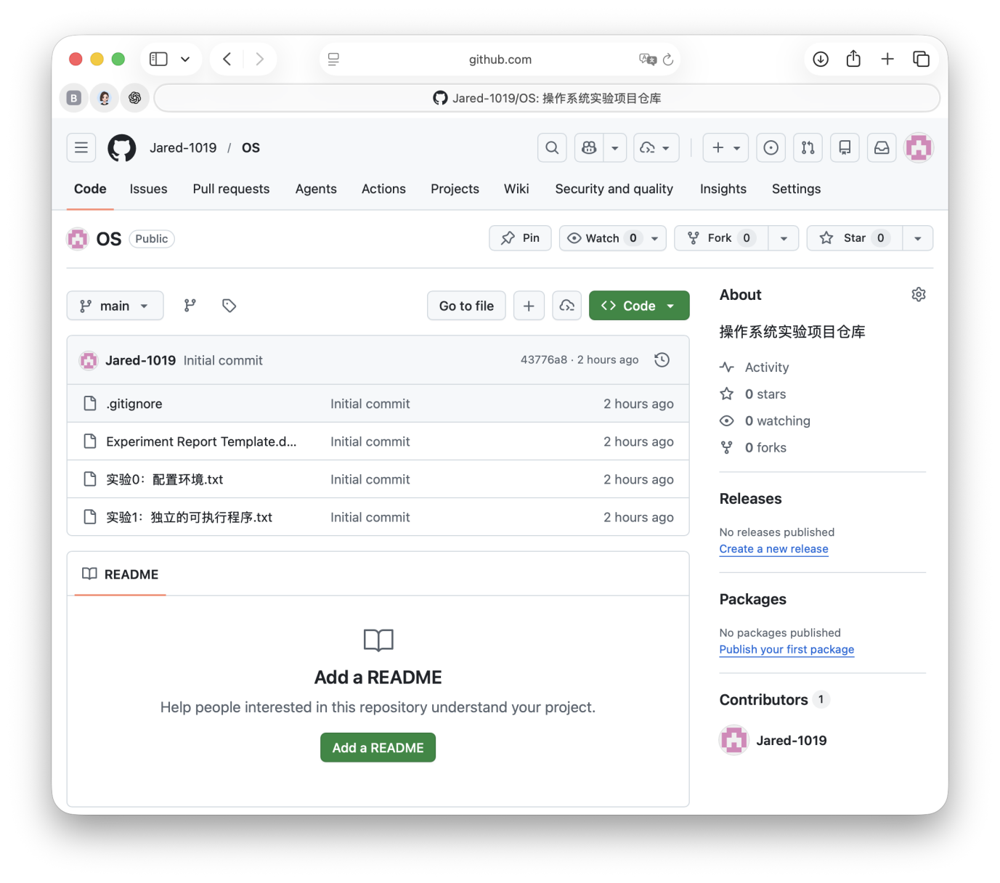 github.com
B
Jared-1019/OS: 操作系统实验项目仓库
Jared-1019 / OS
Code Issues Pull requests Agents Actions Projects Wiki Security and quality Insights Settings
OS Public Pin Watch 0 Fork 0 Star 0
main Go to file Code
Jared-1019 Initial commit 43776a8 · 2 hours ago
.gitignore Initial commit 2 hours ago
Experiment Report Template.d... Initial commit 2 hours ago
实验0：配置环境.txt Initial commit 2 hours ago
实验1：独立的可执行程序.txt Initial commit 2 hours ago
README
Add a README
Help people interested in this repository understand your project.
Add a README
About
操作系统实验项目仓库
Activity
0 stars
0 watching
0 forks
Releases
No releases published
Create a new release
Packages
No packages published
Publish your first package
Contributors 1
Jared-1019